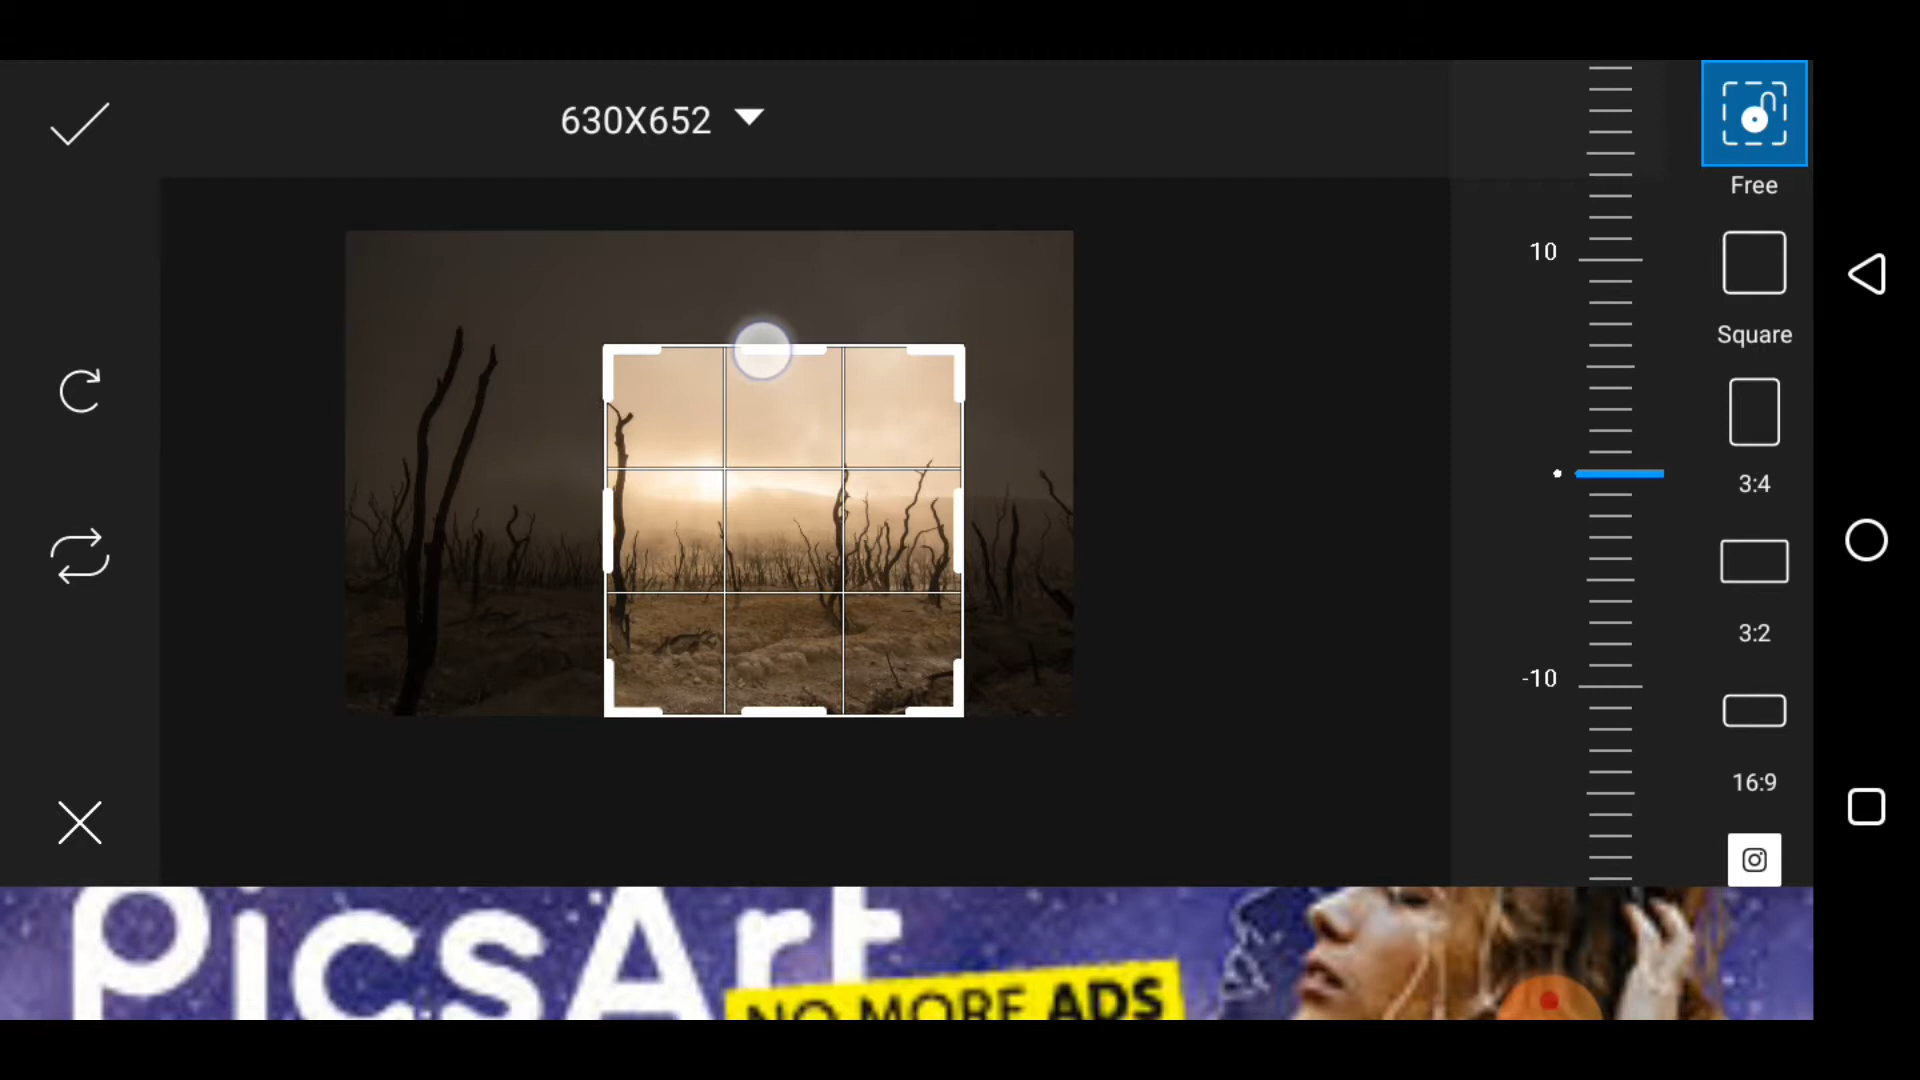 630X652
Free
10
Square
3:4
3:2
-10
16:9
PicsArt
NO MORE ADS